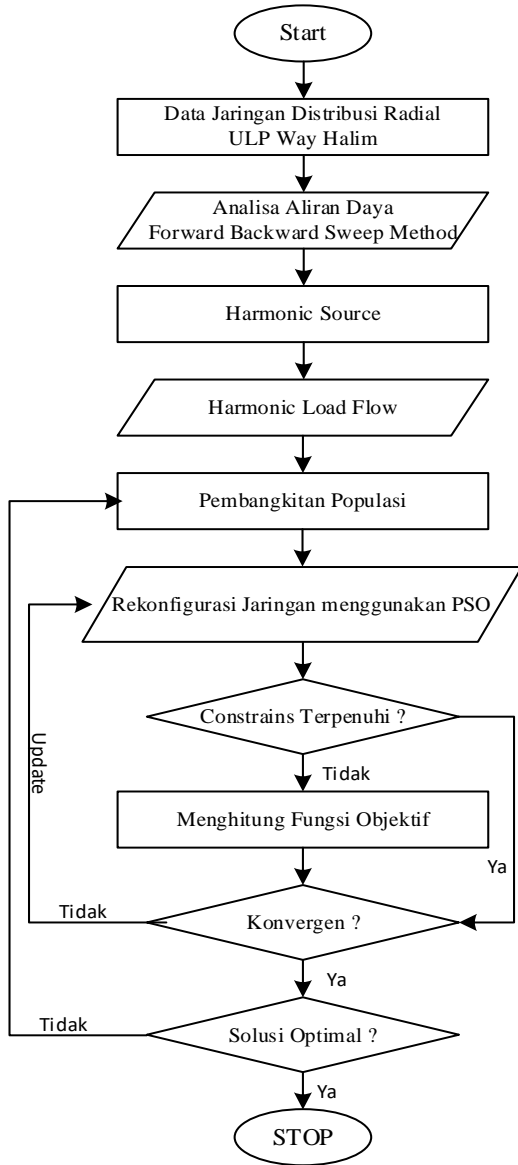 Start
Data Jaringan Distribusi Radial
ULP Way Halim
Analisa Aliran Daya
Forward Backward Sweep Method
Harmonic Source
Harmonic Load Flow
Pembangkitan Populasi
Rekonfigurasi Jaringan menggunakan PSO
Constrains Terpenuhi ?
Tidak
Update
Menghitung Fungsi Objektif
Ya
Tidak
Konvergen ?
Ya
Tidak
Solusi Optimal ?
Ya
STOP